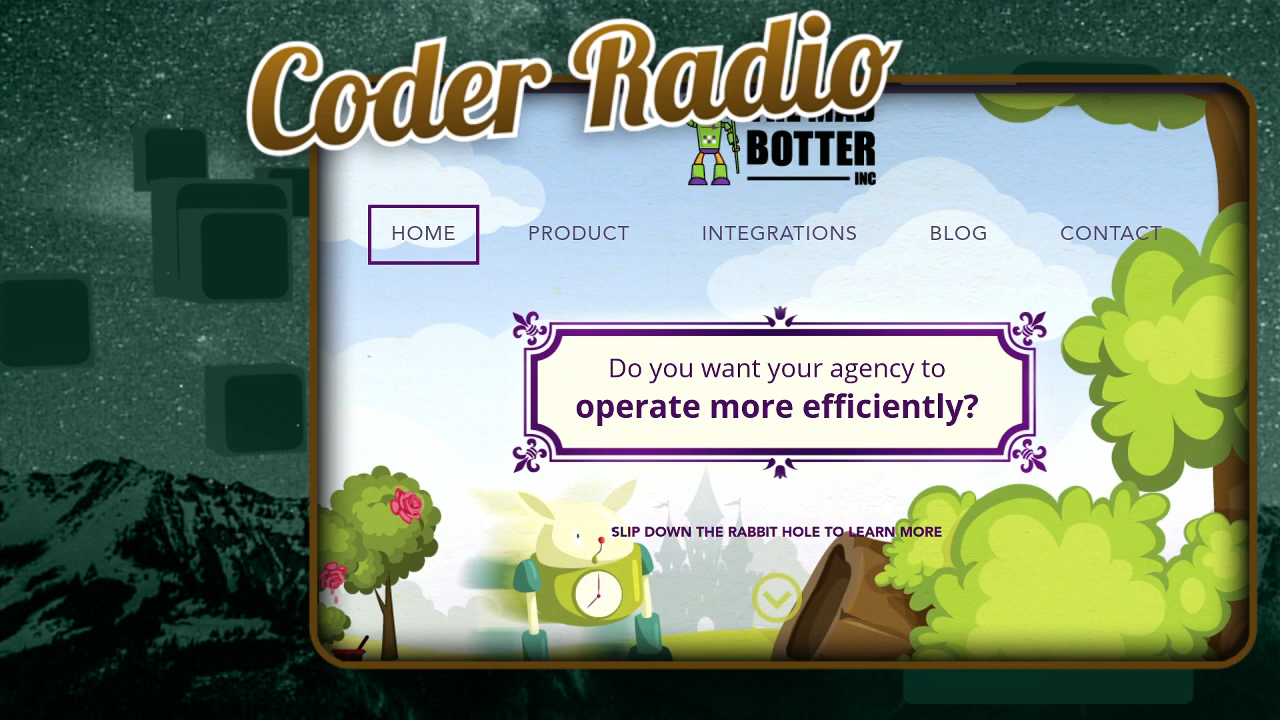 Coder Radio
BOTTER
INC
HOME
PRODUCT
INTEGRATIONS
BLOG
CONTACT
Do you want your agency to
operate more efficiently?
SLIP DOWN THE RABBIT HOLE TO LEARN MORE